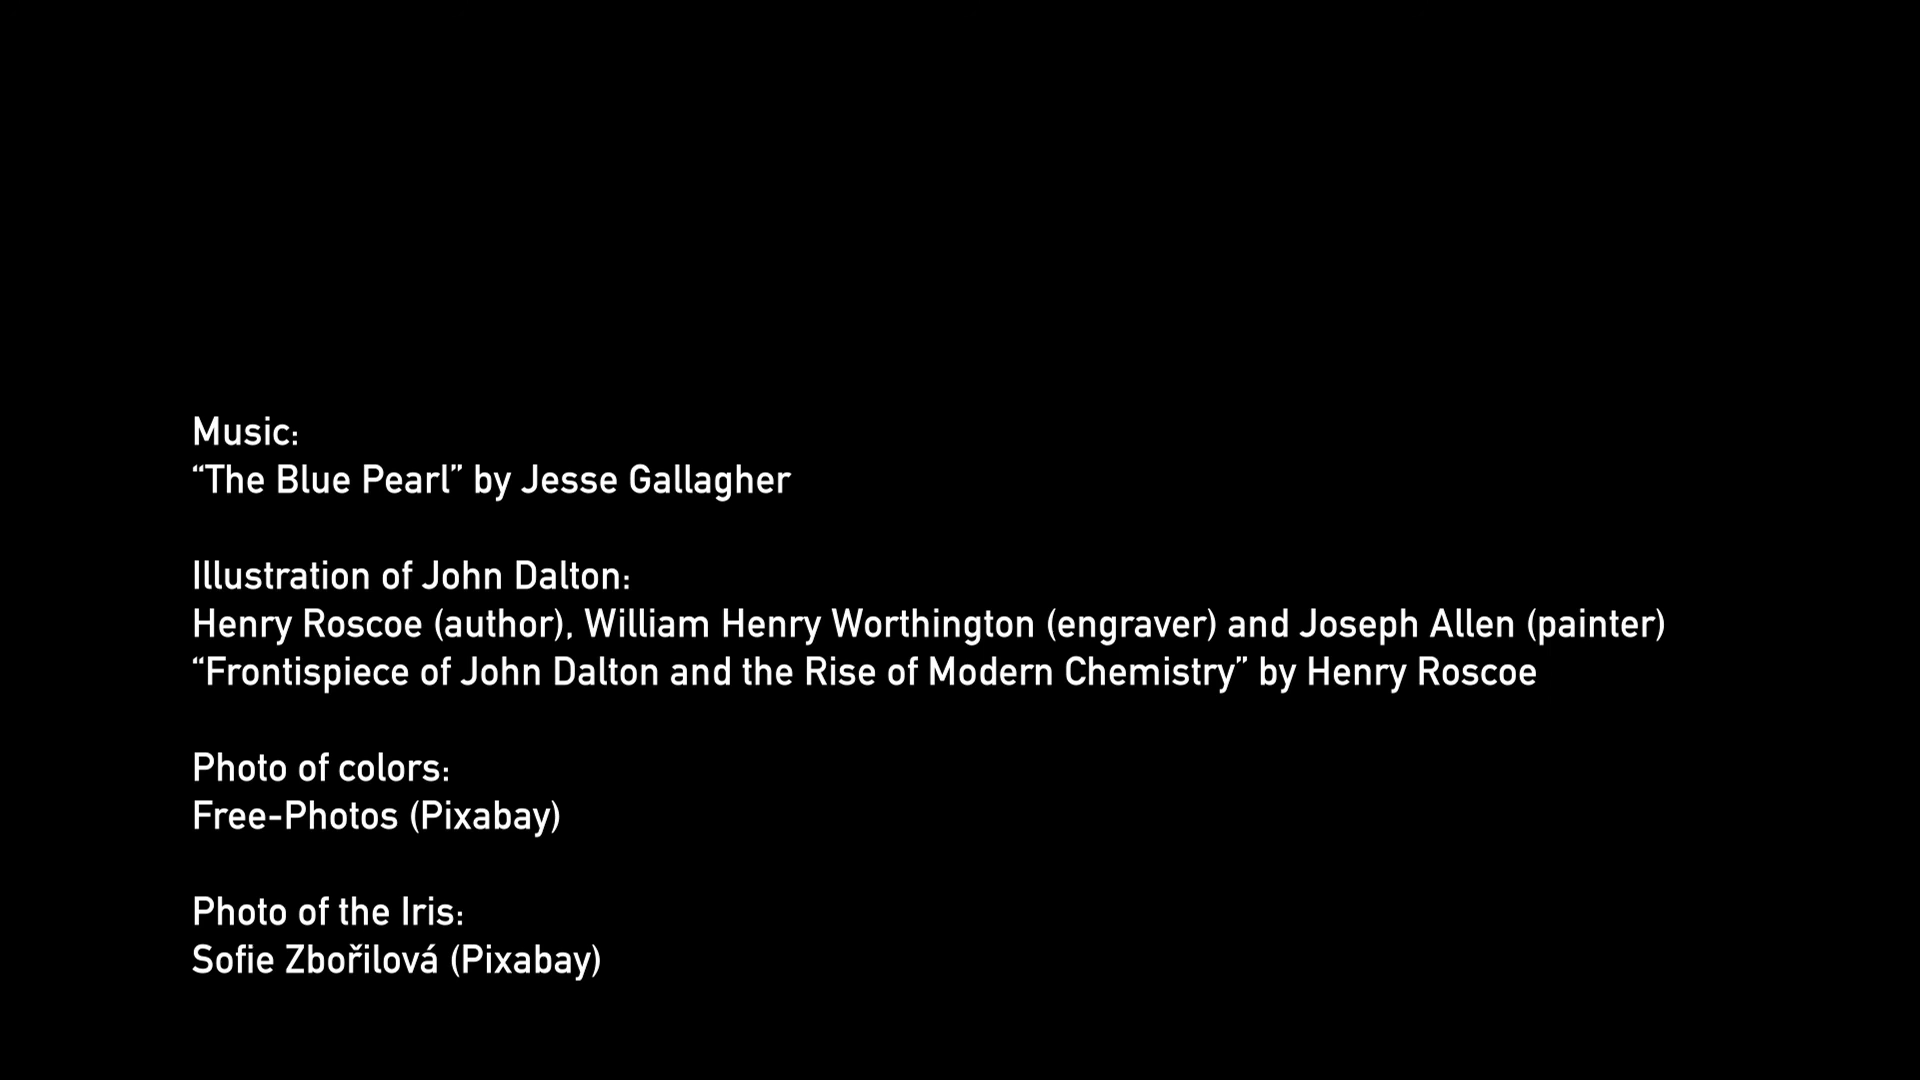 Music:
“The Blue Pearl” by Jesse Gallagher
Illustration of John Dalton:
Henry Roscoe (author), William Henry Worthington (engraver) and Joseph Allen (painter)
“Frontispiece of John Dalton and the Rise of Modern Chemistry” by Henry Roscoe
Photo of colors:
Free-Photos (Pixabay)
Photo of the Iris:
Sofie Zbořilová (Pixabay)